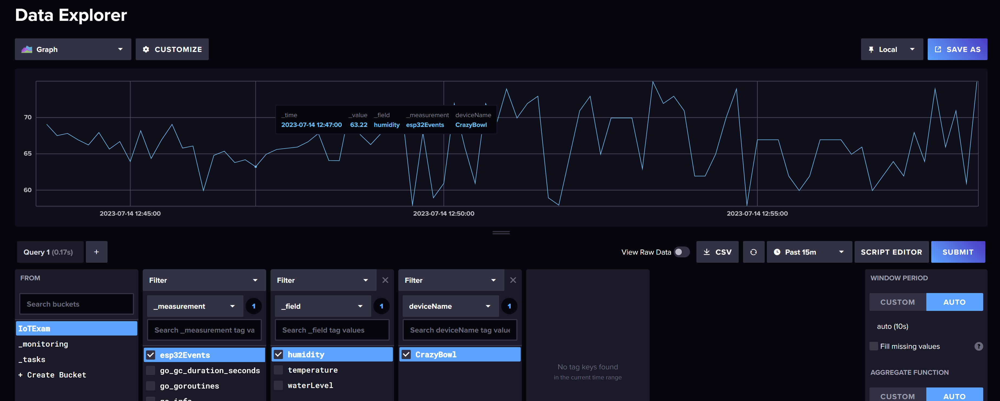 Data Explorer
Graph
CUSTOMIZE
Local
SAVE AS
70
65
60
_time _value _field _measurement deviceName
2023-07-14 12:47:00 63.22 humidity esp32Events CrazyBowl
2023-07-14 12:45:00
2023-07-14 12:50:00
2023-07-14 12:55:00
Query 1 (0.17s)
+
View Raw Data
CSV
Past 15m
SCRIPT EDITOR
SUBMIT
FROM
Search buckets
IoTExam
_monitoring
_tasks
+ Create Bucket
Filter
_measurement
1
Search _measurement tag va
esp32Events
go_gc_duration_seconds
go_goroutines
go_info
Filter
_field
1
Search _field tag values
humidity
temperature
waterLevel
Filter
deviceName
1
Search deviceName tag value
CrazyBowl
No tag keys found
in the current time range
WINDOW PERIOD
CUSTOM
AUTO
auto (10s)
Fill missing values
?
AGGREGATE FUNCTION
CUSTOM
AUTO